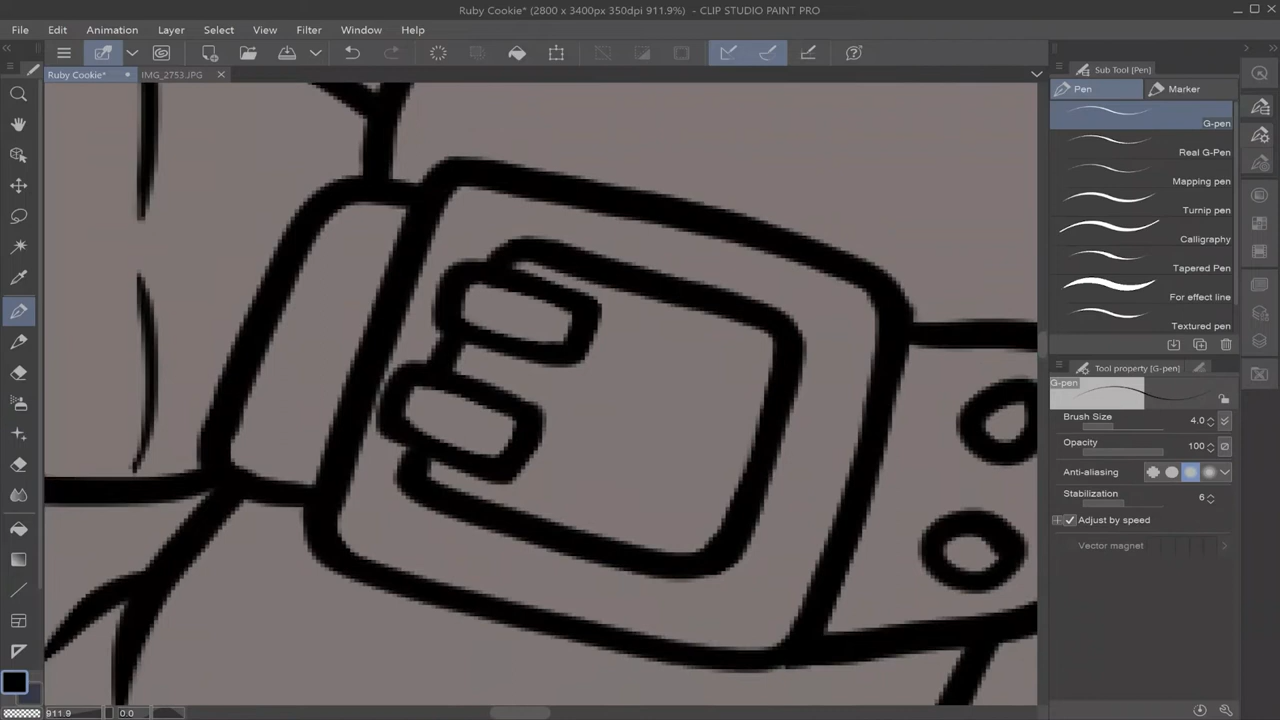 Ruby Cookie* (2800 x 3400px 350dpi 911.9%) - CLIP STUDIO PAINT PRO
File Edit Animation Layer Select View Filter Window Help
Ruby Cookie* IMG_2753.JPG
Sub Tool [Pen]
Pen Marker
G-pen
Real G-Pen
Mapping pen
Turnip pen
Calligraphy
Tapered Pen
For effect line
Textured pen
Tool property [G-pen]
G-pen
Brush Size 4.0
Opacity 100
Anti-aliasing
Stabilization 6
Adjust by speed
Vector magnet
911.9 0.0